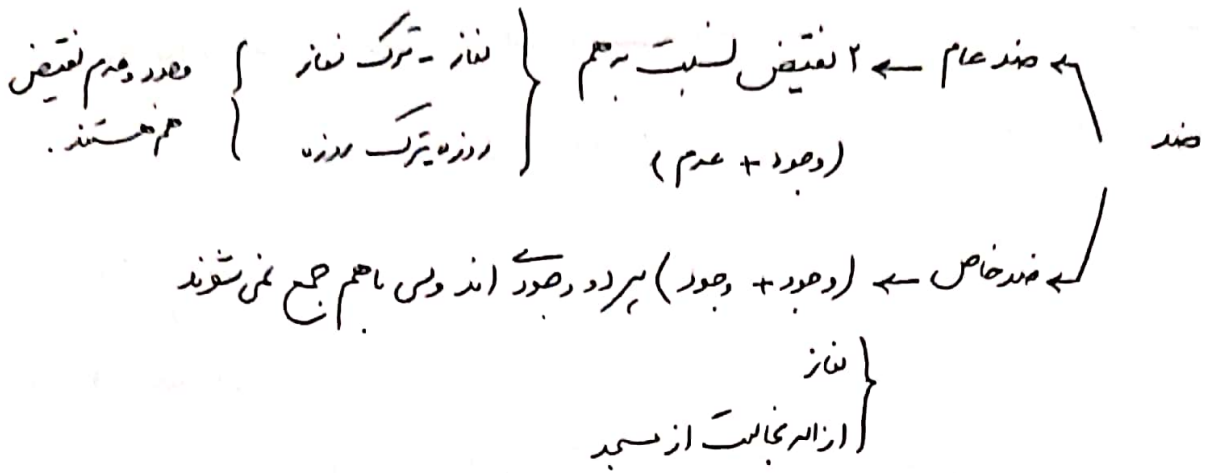 ضد
ضد عام ← ۲ نقیض نسبت به هم
(وجود + عدم)
نماز - ترک نماز
روزه - ترک روزه
وجود و عدم نقیض
هم هستند.
ضد خاص ← (وجود + وجود) هر دو وجودی اند ولی با هم جمع نمی‌شوند
نماز
ازاله نجاست از مسجد